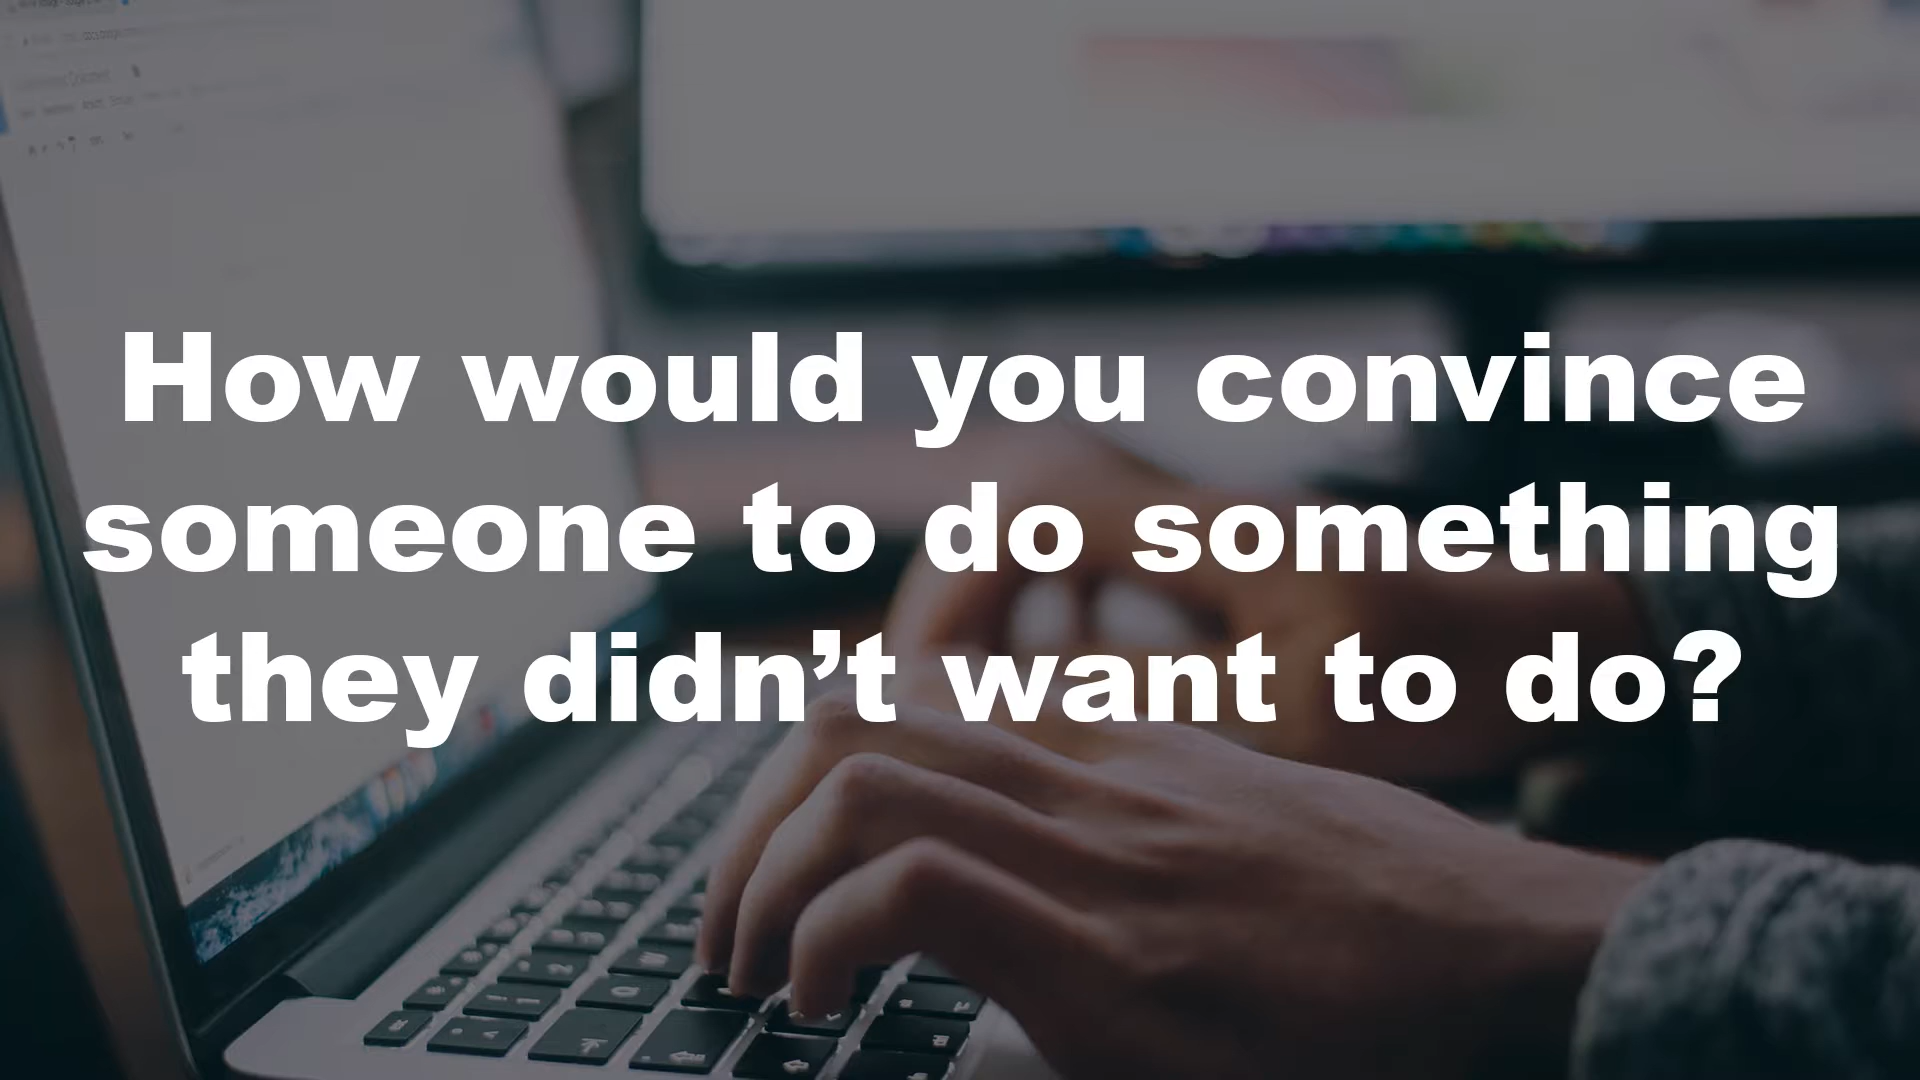 How would you convince
someone to do something
they didn’t want to do?